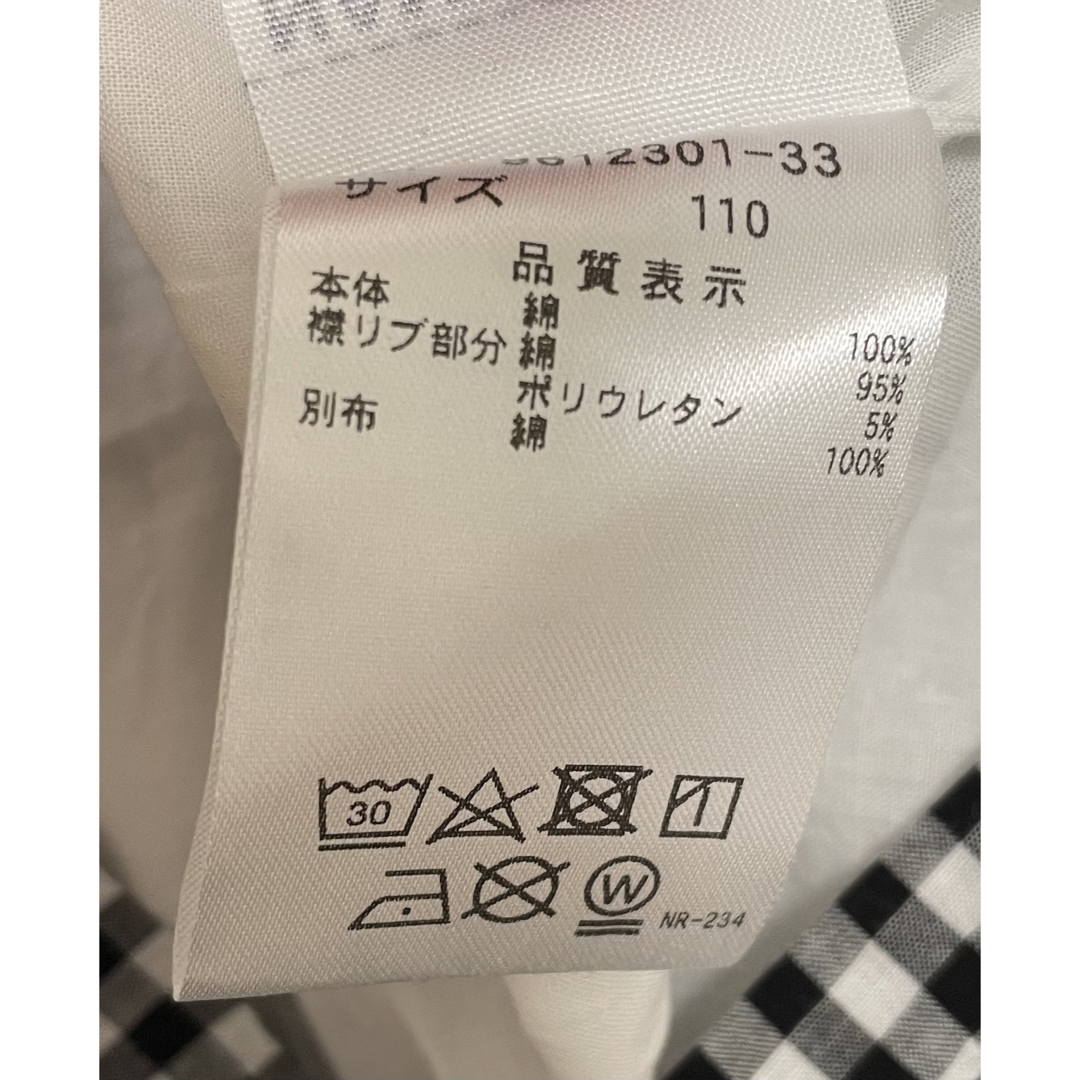 サイズ 110
品質表示
本体 綿 100%
襟リブ部分 綿 95%
ポリウレタン 5%
別布 綿 100%
30
W NR-234